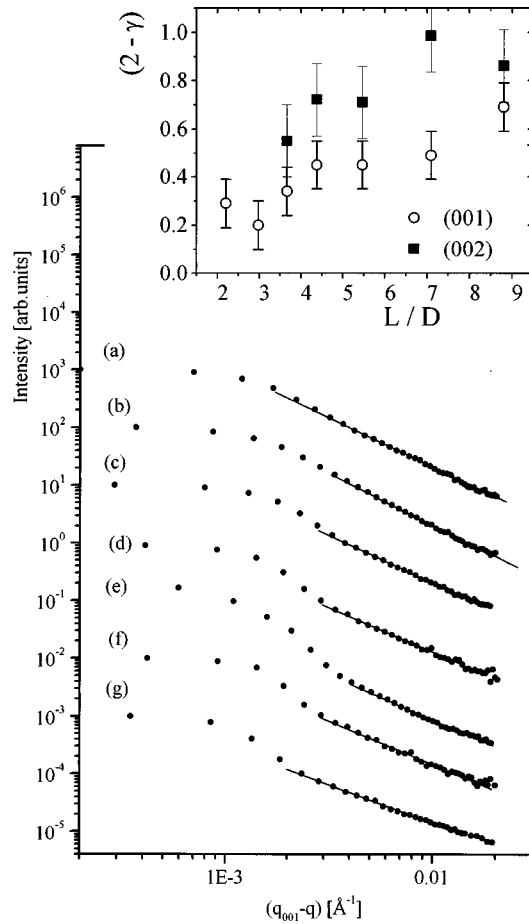 (2 - γ)
1.0
0.8
0.6
0.4
0.2
0.0
(001)
(002)
2 3 4 5 6 7 8 9
L / D
Intensity [arb.units]
10^6
10^5
10^4
10^3
10^2
10^1
10^0
10^-1
10^-2
10^-3
10^-4
10^-5
(a)
(b)
(c)
(d)
(e)
(f)
(g)
1E-3 0.01
(q_001-q) [Å^-1]